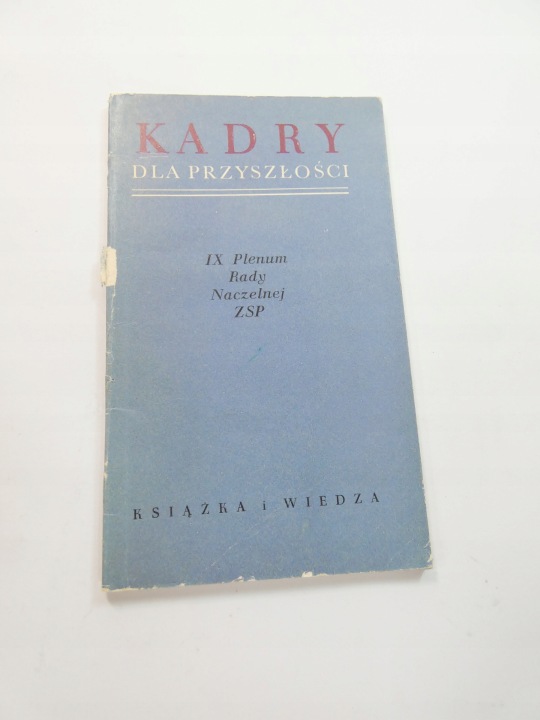 KADRY
DLA PRZYSZŁOŚCI
IX Plenum
Rady
Naczelnej
ZSP
KSIĄŻKA i WIEDZA